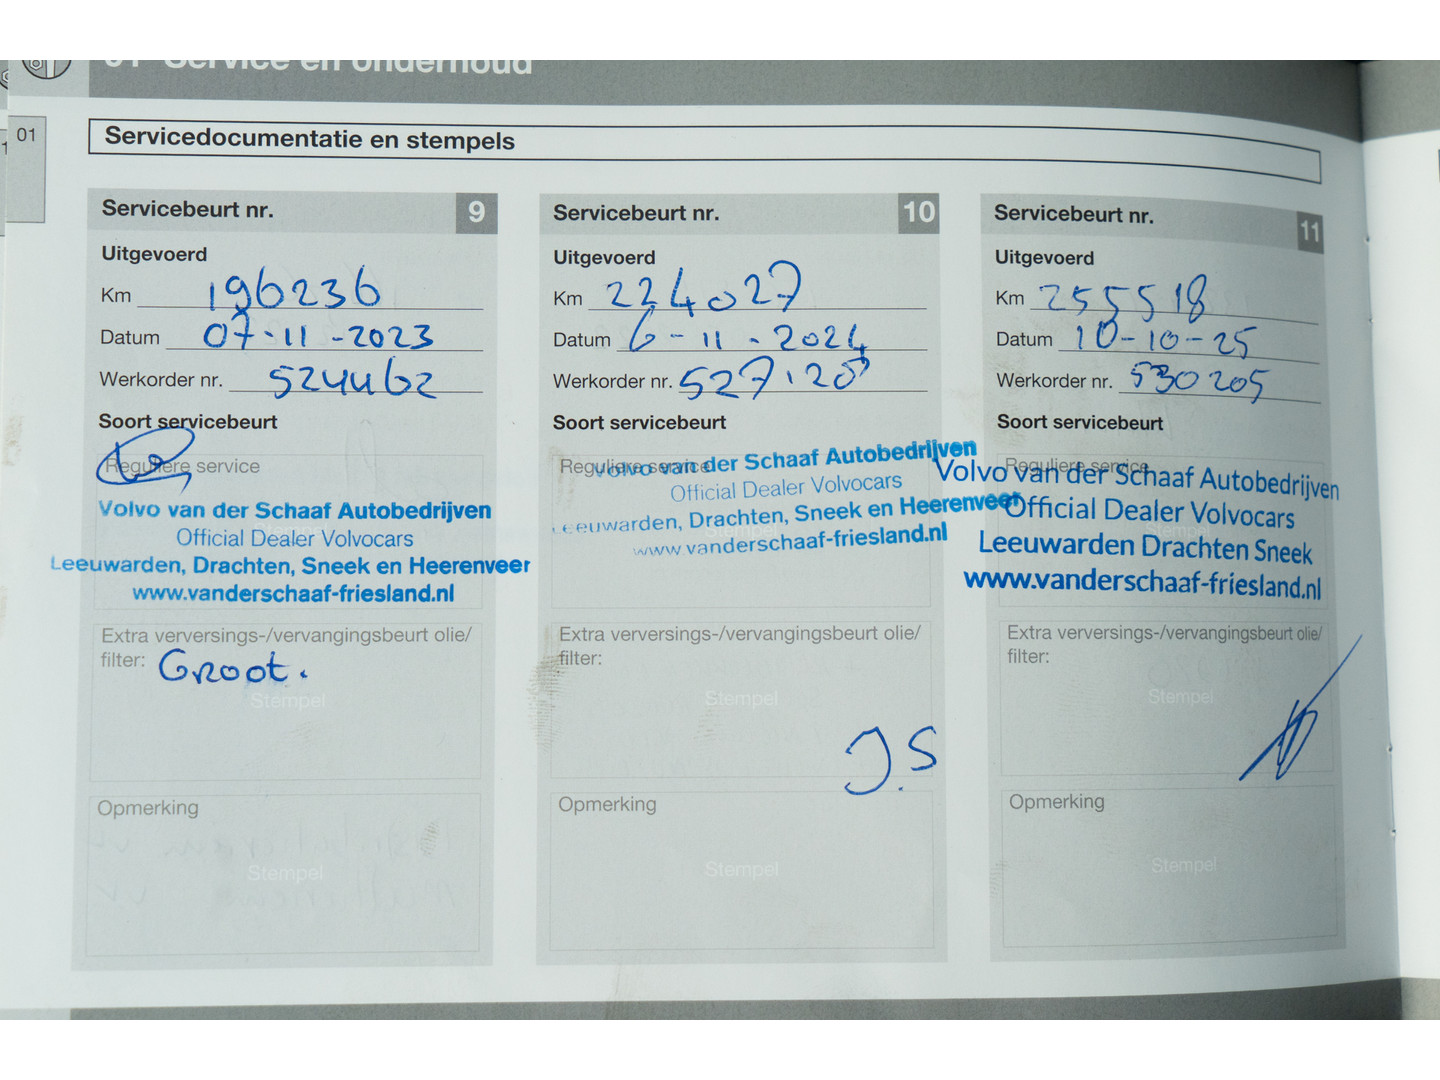 01 Service en onderhoud
01
Servicedocumentatie en stempels
Servicebeurt nr. 9
Uitgevoerd
Km 196236
Datum 07-11-2023
Werkorder nr. 524462
Soort servicebeurt
Reguliere service
Volvo van der Schaaf Autobedrijven
Official Dealer Volvocars
Leeuwarden, Drachten, Sneek en Heerenveen
www.vanderschaaf-friesland.nl
Extra verversings-/vervangingsbeurt olie/
filter: Groot.
Stempel
Opmerking
Stempel
Servicebeurt nr. 10
Uitgevoerd
Km 224027
Datum 6-11-2024
Werkorder nr.
Soort servicebeurt
Reguliere service
Volvo van der Schaaf Autobedrijven
Official Dealer Volvocars
Leeuwarden, Drachten, Sneek en Heerenveen
www.vanderschaaf-friesland.nl
Extra verversings-/vervangingsbeurt olie/
filter:
Stempel
J.S
Opmerking
Stempel
Servicebeurt nr. 11
Uitgevoerd
Km 255518
Datum 10-10-25
Werkorder nr. 530205
Soort servicebeurt
Reguliere service
Volvo van der Schaaf Autobedrijven
Official Dealer Volvocars
Leeuwarden Drachten Sneek
www.vanderschaaf-friesland.nl
Extra verversings-/vervangingsbeurt olie/
filter:
Stempel
Opmerking
Stempel